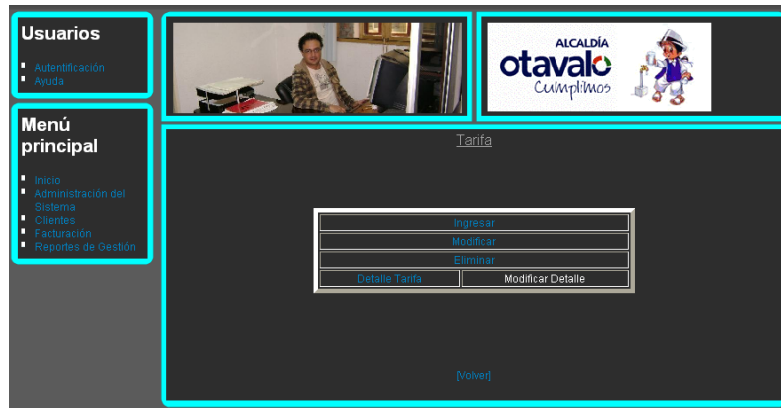 Usuarios
Autentificación
Ayuda
Menú
principal
Inicio
Administración del
Sistema
Clientes
Facturación
Reportes de Gestión
ALCALDÍA
otavalo
Cumplimos
Tarifa
Ingresar
Modificar
Eliminar
Detalle Tarifa Modificar Detalle
[Volver]